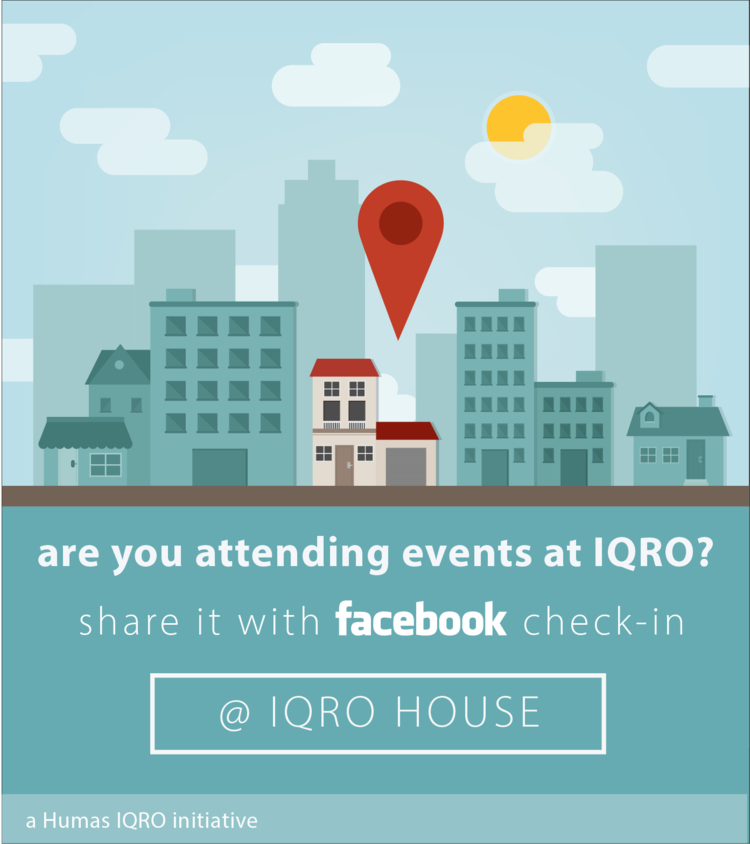 are you attending events at IQRO?
share it with facebook check-in
@ IQRO HOUSE
a Humas IQRO initiative